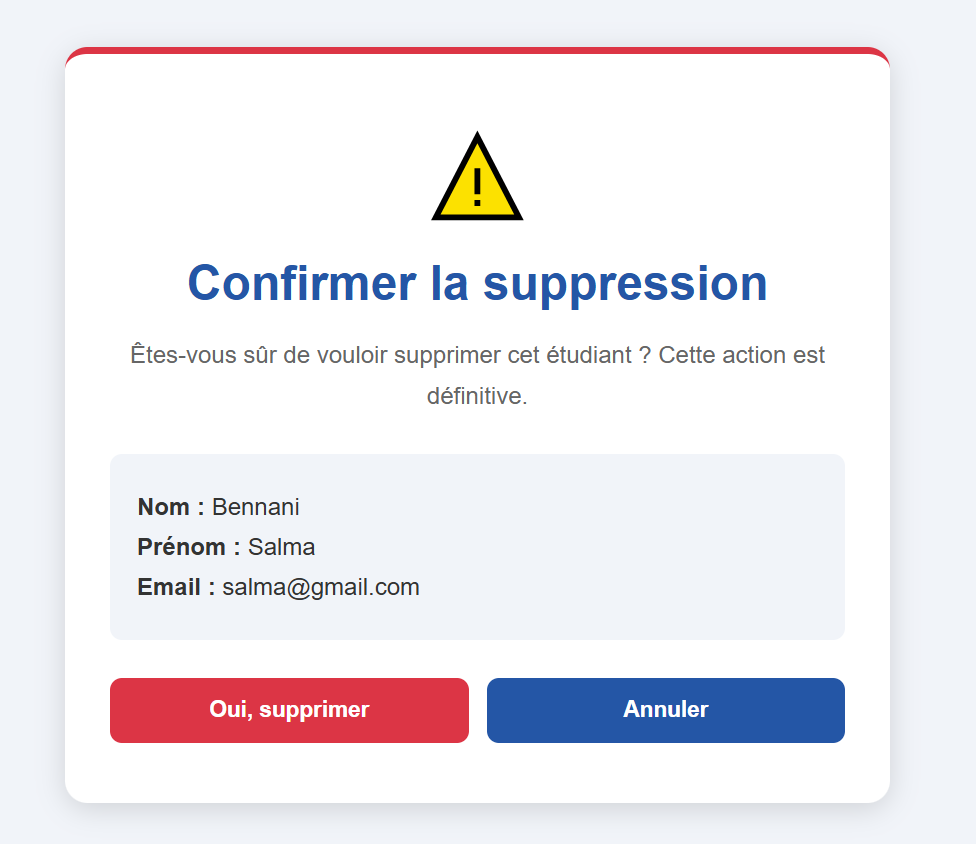 !
Confirmer la suppression
Êtes-vous sûr de vouloir supprimer cet étudiant ? Cette action est
définitive.
Nom : Bennani
Prénom : Salma
Email : salma@gmail.com
Oui, supprimer
Annuler